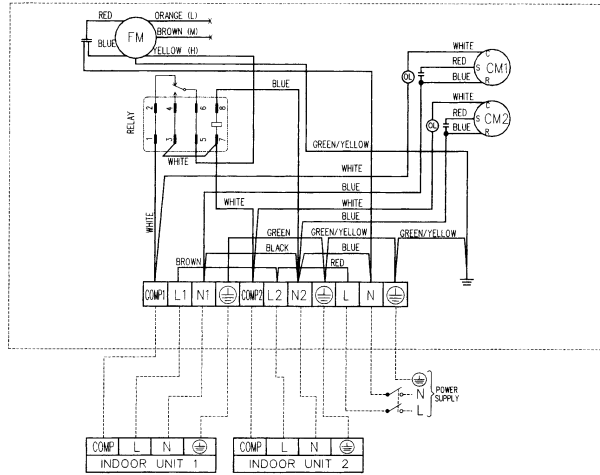 RED
ORANGE (L)
BROWN (M)
FM
BLUE
YELLOW (H)
WHITE
C
RED
S
CM1
BLUE
R
OL
WHITE
C
RED
S
CM2
BLUE
R
OL
BLUE
RELAY
2 4 6 8
1 3 5 7
WHITE
GREEN/YELLOW
WHITE
BLUE
WHITE
WHITE
BLUE
WHITE
GREEN
GREEN/YELLOW
GREEN/YELLOW
BLACK
BLUE
BROWN
RED
COMP1 L1 N1 COMP2 L2 N2 L N
N
L
POWER
SUPPLY
COMP L N
INDOOR UNIT 1
COMP L N
INDOOR UNIT 2